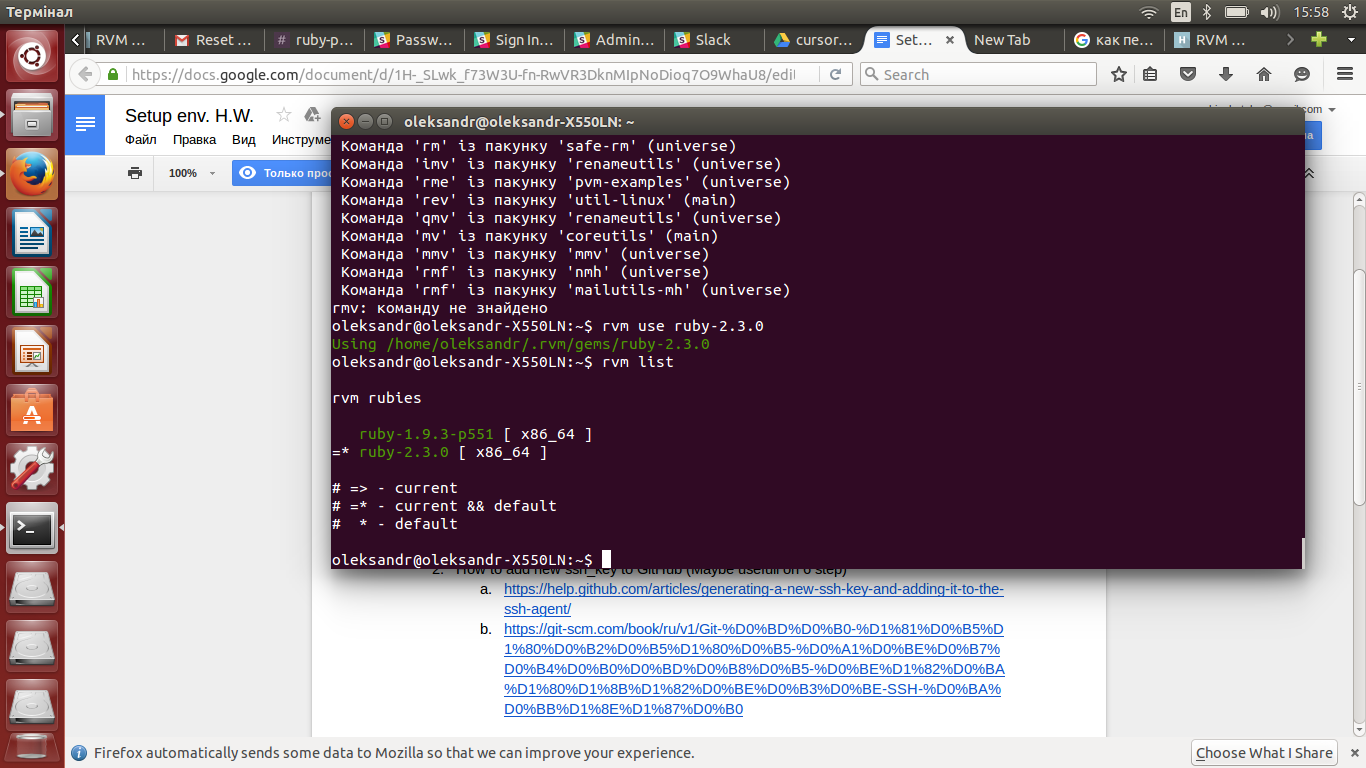 Термінал
En
15:58
RVM ...
Reset ...
ruby-p...
Passw...
Sign In...
Admin...
Slack
cursor...
Set...
New Tab
как пе...
RVM ...
https://docs.google.com/document/d/1H-_SLwk_f73W3U-fn-RwVR3DknMIpNoDioq7O9WhaU8/edit
Search
Setup env. H.W.
Файл Правка Вид Инструме
100%
Только прос
oleksandr@oleksandr-X550LN: ~
Команда 'rm' із пакунку 'safe-rm' (universe)
Команда 'imv' із пакунку 'renameutils' (universe)
Команда 'rme' із пакунку 'pvm-examples' (universe)
Команда 'rev' із пакунку 'util-linux' (main)
Команда 'qmv' із пакунку 'renameutils' (universe)
Команда 'mv' із пакунку 'coreutils' (main)
Команда 'mmv' із пакунку 'mmv' (universe)
Команда 'rmf' із пакунку 'nmh' (universe)
Команда 'rmf' із пакунку 'mailutils-mh' (universe)
rmv: команду не знайдено
oleksandr@oleksandr-X550LN:~$ rvm use ruby-2.3.0
Using /home/oleksandr/.rvm/gems/ruby-2.3.0
oleksandr@oleksandr-X550LN:~$ rvm list
rvm rubies
ruby-1.9.3-p551 [ x86_64 ]
=* ruby-2.3.0 [ x86_64 ]
# => - current
# =* - current && default
#  * - default
oleksandr@oleksandr-X550LN:~$
2. How to add new ssh_key to GitHub (Maybe usefull on 6 step)
a. https://help.github.com/articles/generating-a-new-ssh-key-and-adding-it-to-the-
ssh-agent/
b. https://git-scm.com/book/ru/v1/Git-%D0%BD%D0%B0-%D1%81%D0%B5%D
1%80%D0%B2%D0%B5%D1%80%D0%B5-%D0%A1%D0%BE%D0%B7%
D0%B4%D0%B0%D0%BD%D0%B8%D0%B5-%D0%BE%D1%82%D0%BA
%D1%80%D1%8B%D1%82%D0%BE%D0%B3%D0%BE-SSH-%D0%BA%
D0%BB%D1%8E%D1%87%D0%B0
Firefox automatically sends some data to Mozilla so that we can improve your experience.
Choose What I Share